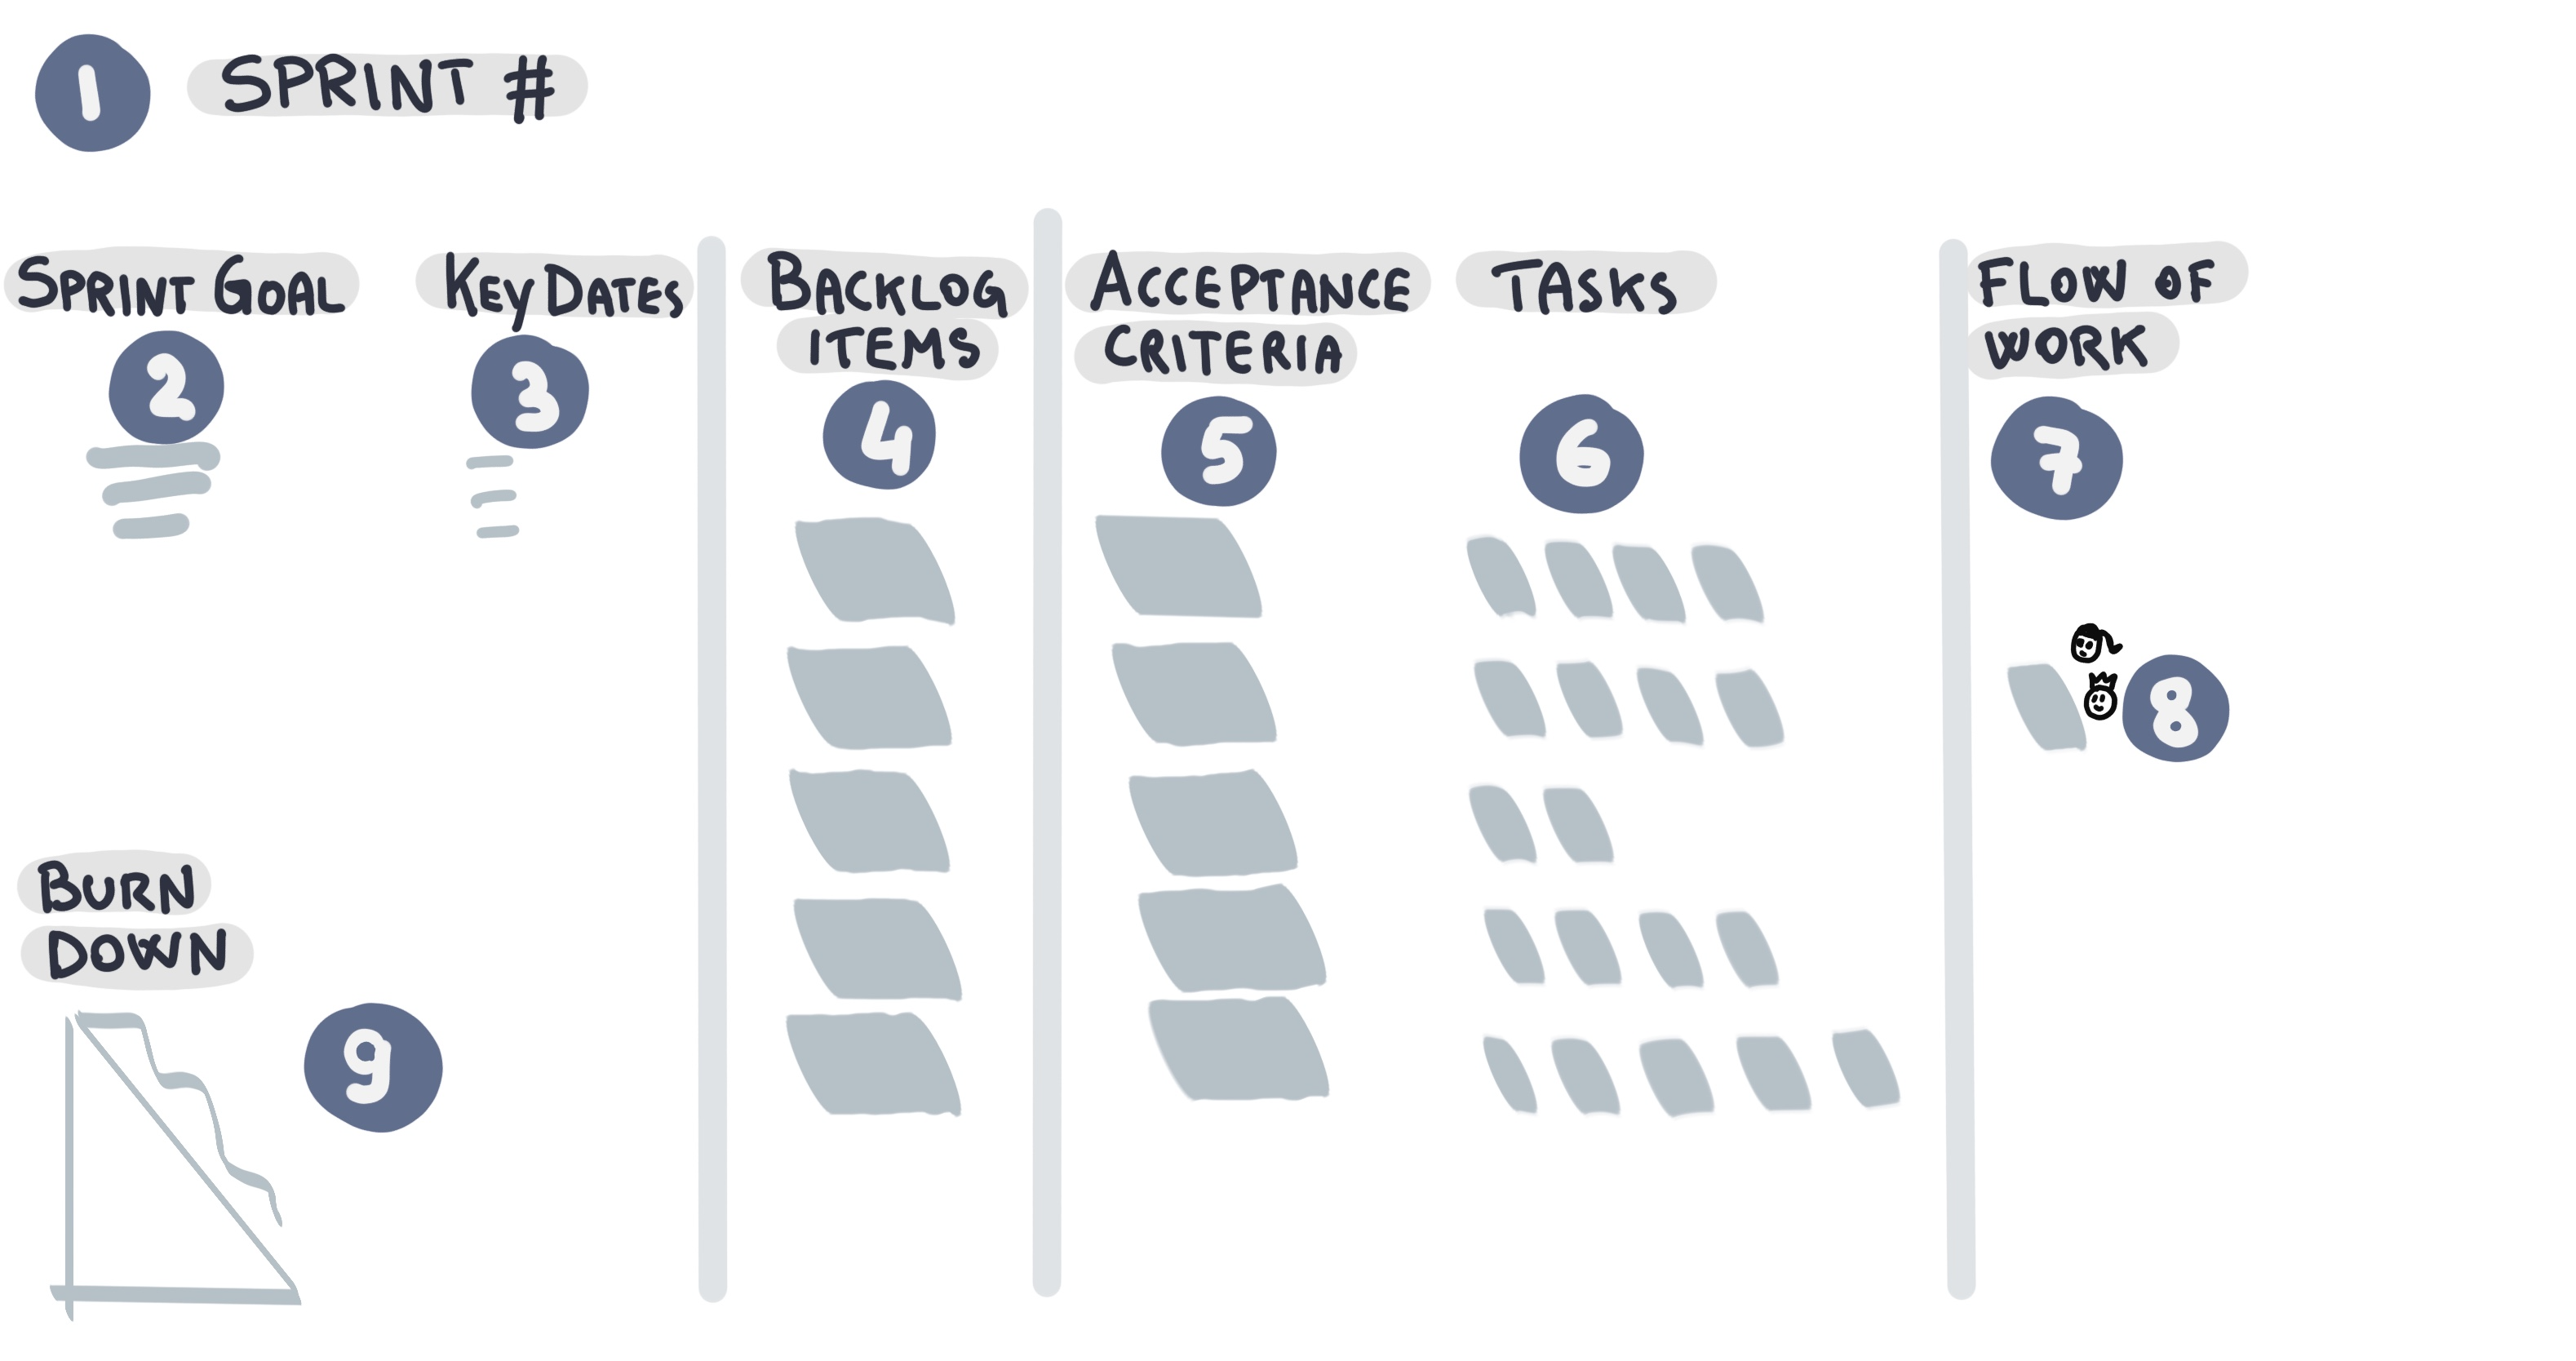 1 SPRINT #
SPRINT GOAL
2
KEY DATES
3
BACKLOG
ITEMS
4
ACCEPTANCE
CRITERIA
5
TASKS
6
FLOW OF
WORK
7
8
BURN
DOWN
9